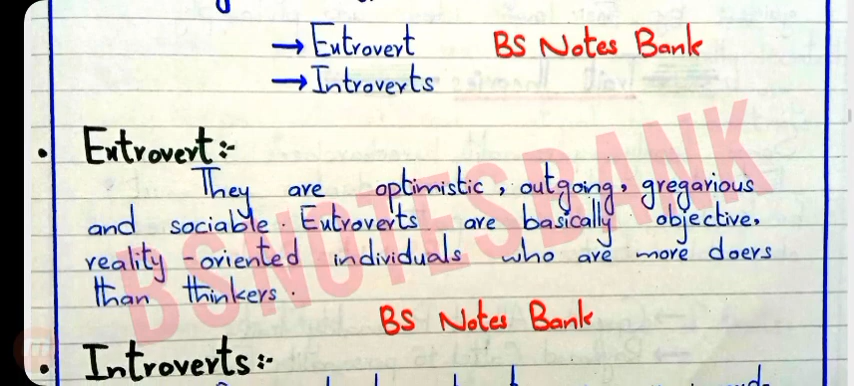 → Extrovert BS Notes Bank
→ Introverts
• Extrovert:-
They are optimistic, outgoing, gregarious
and sociable. Extroverts are basically objective,
reality-oriented individuals who are more doers
than thinkers.
BSNOTESBANK
BS Notes Bank
• Introverts:-